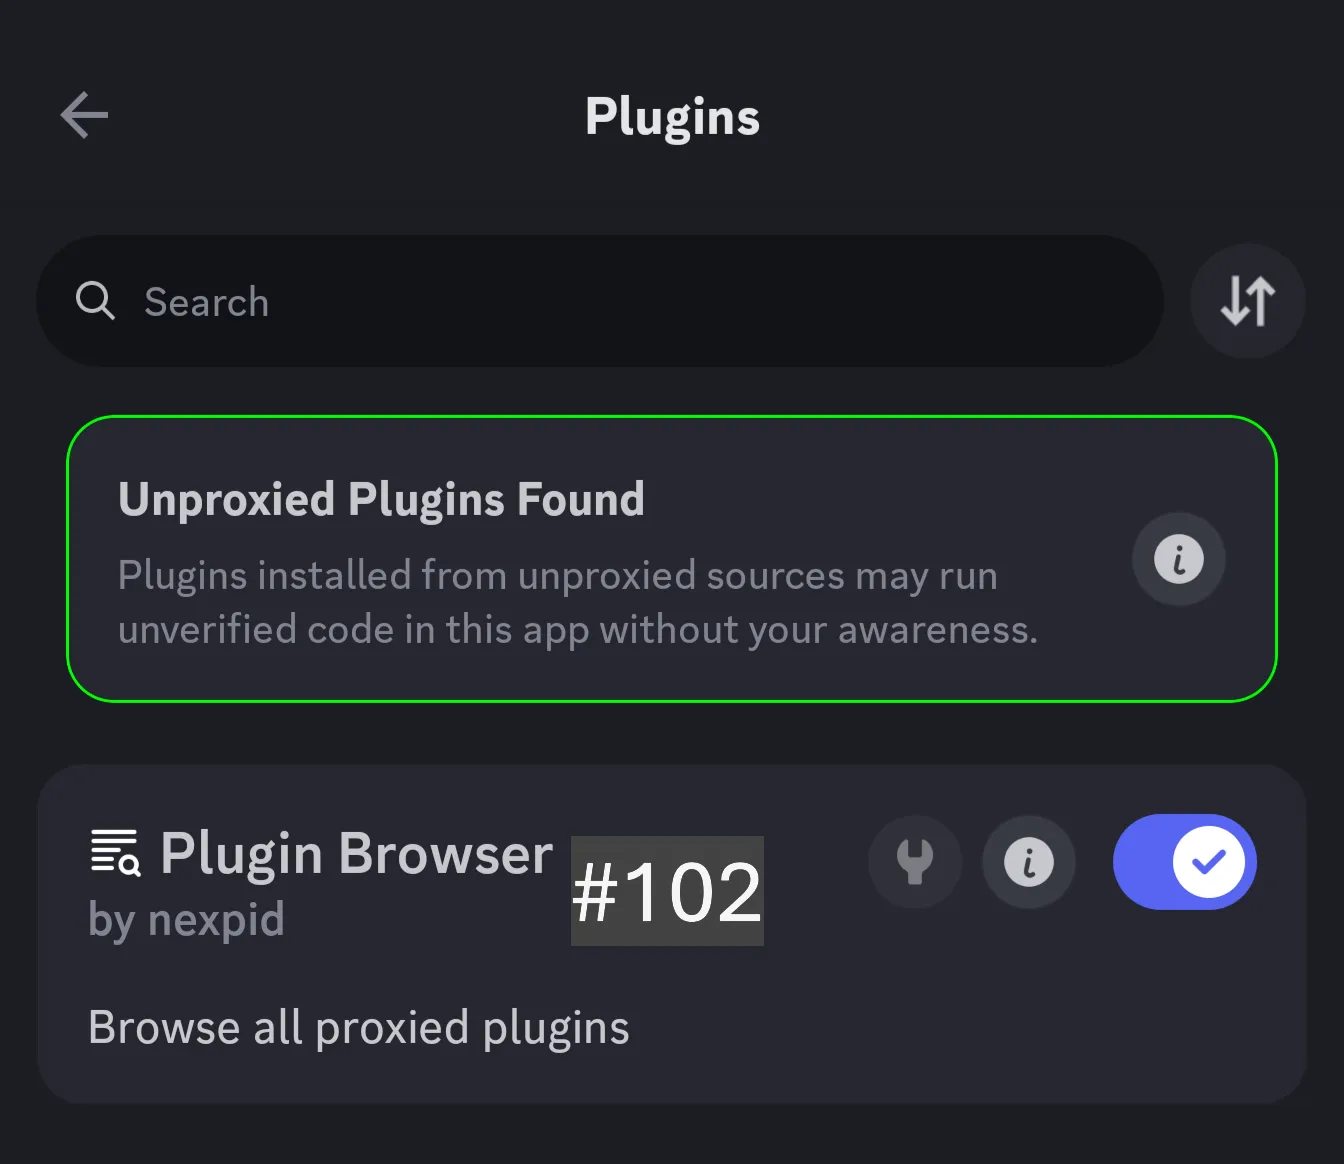 Plugins
Search
Unproxied Plugins Found
Plugins installed from unproxied sources may run
unverified code in this app without your awareness.
Plugin Browser
#102
by nexpid
Browse all proxied plugins